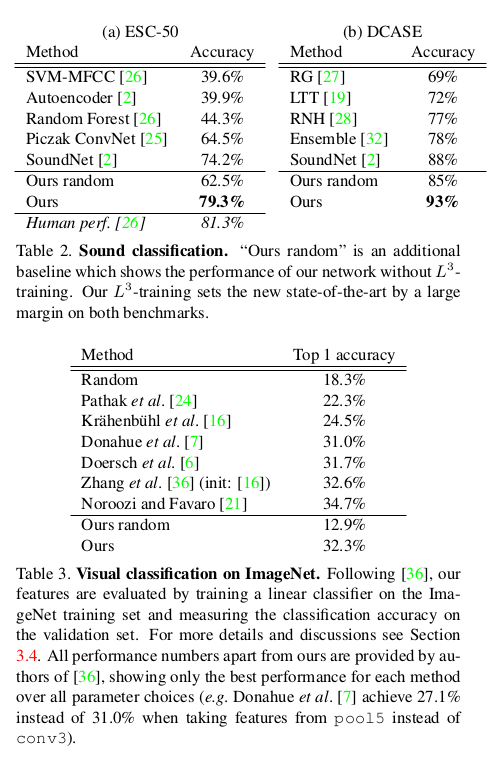 (a) ESC-50
Method Accuracy
SVM-MFCC [26] 39.6%
Autoencoder [2] 39.9%
Random Forest [26] 44.3%
Piczak ConvNet [25] 64.5%
SoundNet [2] 74.2%
Ours random 62.5%
Ours 79.3%
Human perf. [26] 81.3%
(b) DCASE
Method Accuracy
RG [27] 69%
LTT [19] 72%
RNH [28] 77%
Ensemble [32] 78%
SoundNet [2] 88%
Ours random 85%
Ours 93%
Table 2. Sound classification. “Ours random” is an additional
baseline which shows the performance of our network without L³-
training. Our L³-training sets the new state-of-the-art by a large
margin on both benchmarks.
Method Top 1 accuracy
Random 18.3%
Pathak et al. [24] 22.3%
Krähenbühl et al. [16] 24.5%
Donahue et al. [7] 31.0%
Doersch et al. [6] 31.7%
Zhang et al. [36] (init: [16]) 32.6%
Noroozi and Favaro [21] 34.7%
Ours random 12.9%
Ours 32.3%
Table 3. Visual classification on ImageNet. Following [36], our
features are evaluated by training a linear classifier on the Ima-
geNet training set and measuring the classification accuracy on
the validation set. For more details and discussions see Section
3.4. All performance numbers apart from ours are provided by au-
thors of [36], showing only the best performance for each method
over all parameter choices (e.g. Donahue et al. [7] achieve 27.1%
instead of 31.0% when taking features from pool5 instead of
conv3).